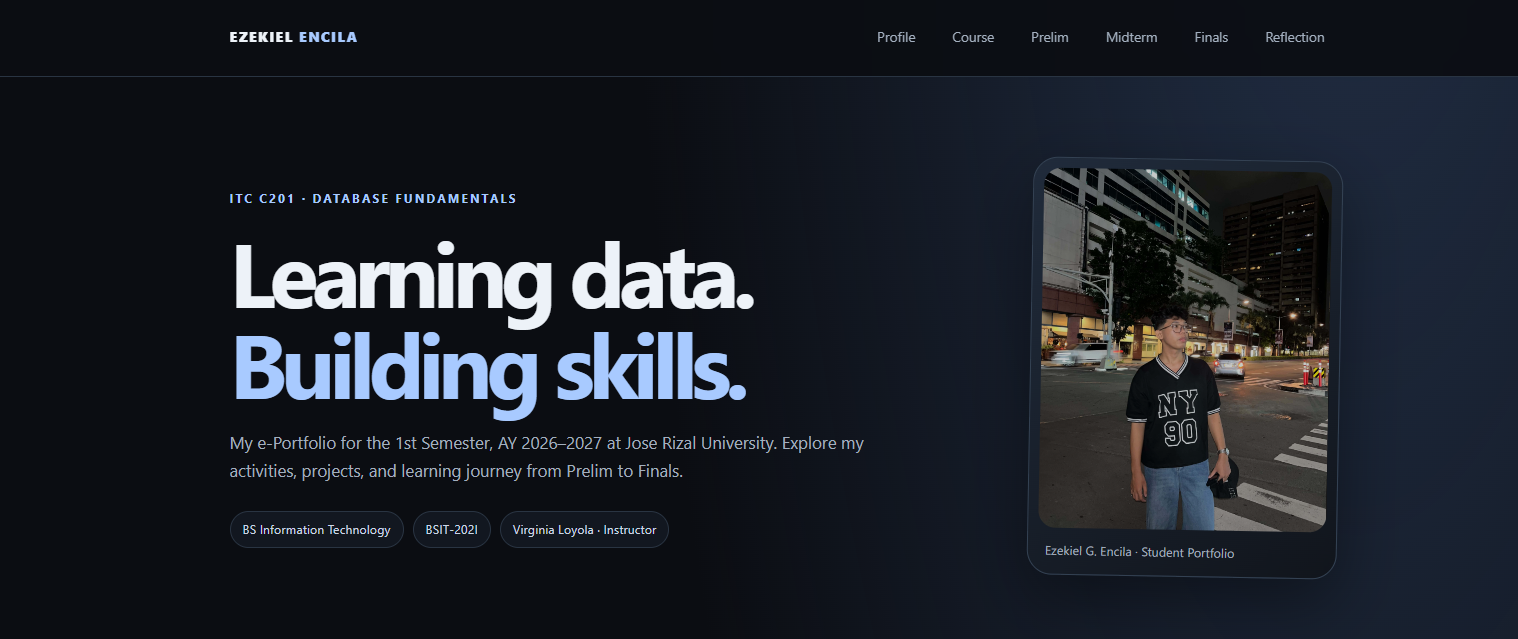 EZEKIEL ENCILA
Profile
Course
Prelim
Midterm
Finals
Reflection
ITC C201 · DATABASE FUNDAMENTALS
Learning data.
Building skills.
My e-Portfolio for the 1st Semester, AY 2026–2027 at Jose Rizal University. Explore my
activities, projects, and learning journey from Prelim to Finals.
BS Information Technology
BSIT-202I
Virginia Loyola · Instructor
NY
90
Ezekiel G. Encila · Student Portfolio